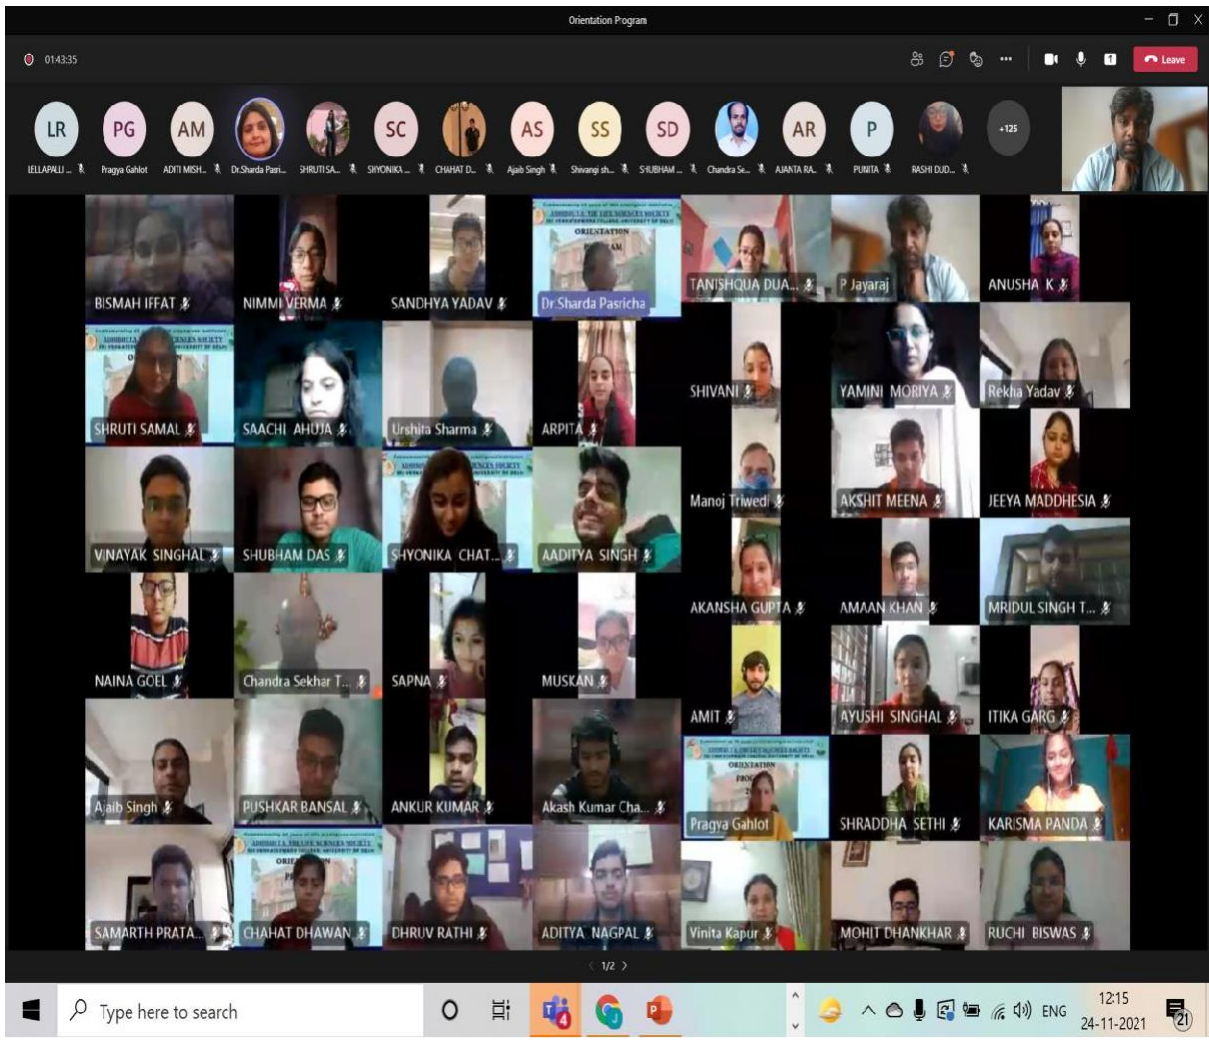 Orientation Program
01:43:35
1
Leave
LR
PG
AM
SC
AS
SS
SD
AR
P
+125
LELLAPALLI ...
Pragya Gahlot
ADITI MISH...
Dr.Sharda Pasri...
SHRUTI SA...
SHYONIKA ...
CHAHAT D...
Ajaib Singh
Shivangi sh...
SHUBHAM ...
Chandra Se...
AJANTA RA...
PUNITA
RASHI DUD...
BISMAH IFFAT
NIMMI VERMA
SANDHYA YADAV
ORIENTATION
Dr.Sharda Pasricha
TANISHQUA DUA...
P Jayaraj
ANUSHA K
SHRUTI SAMAL
SAACHI AHUJA
Urshita Sharma
ARPITA
SHIVANI
YAMINI MORIYA
Rekha Yadav
VINAYAK SINGHAL
SHUBHAM DAS
SHYONIKA CHAT...
AADITYA SINGH
Manoj Triwedi
AKSHIT MEENA
JEEYA MADDHESIA
AKANSHA GUPTA
AMAAN KHAN
MRIDUL SINGH T...
NAINA GOEL
Chandra Sekhar T...
SAPNA
MUSKAN
AMIT
AYUSHI SINGHAL
ITIKA GARG
Ajaib Singh
PUSHKAR BANSAL
ANKUR KUMAR
Akash Kumar Cha...
ORIENTATION
Pragya Gahlot
SHRADDHA SETHI
KARISMA PANDA
SAMARTH PRATA...
CHAHAT DHAWAN
DHRUV RATHI
ADITYA NAGPAL
Vinita Kapur
MOHIT DHANKHAR
RUCHI BISWAS
1/2
Type here to search
4
J
ENG
12:15
24-11-2021
21